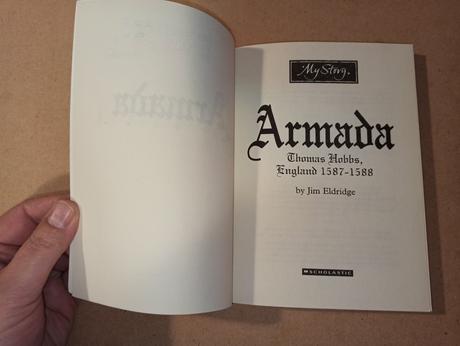 My Story.
Armada
Thomas Hobbs,
England 1587-1588
by Jim Eldridge
SCHOLASTIC